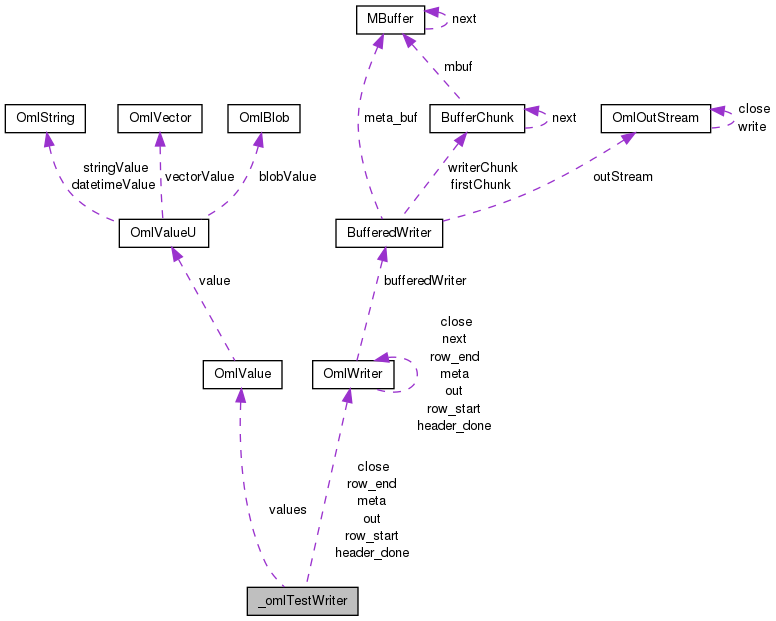 MBuffer
next
mbuf
OmlString
OmlVector
OmlBlob
meta_buf
BufferChunk
next
OmlOutStream
close
write
stringValue
datetimeValue
vectorValue
blobValue
writerChunk
firstChunk
outStream
OmlValueU
BufferedWriter
value
bufferedWriter
OmlValue
OmlWriter
close
next
row_end
meta
out
row_start
header_done
values
close
row_end
meta
out
row_start
header_done
_omlTestWriter